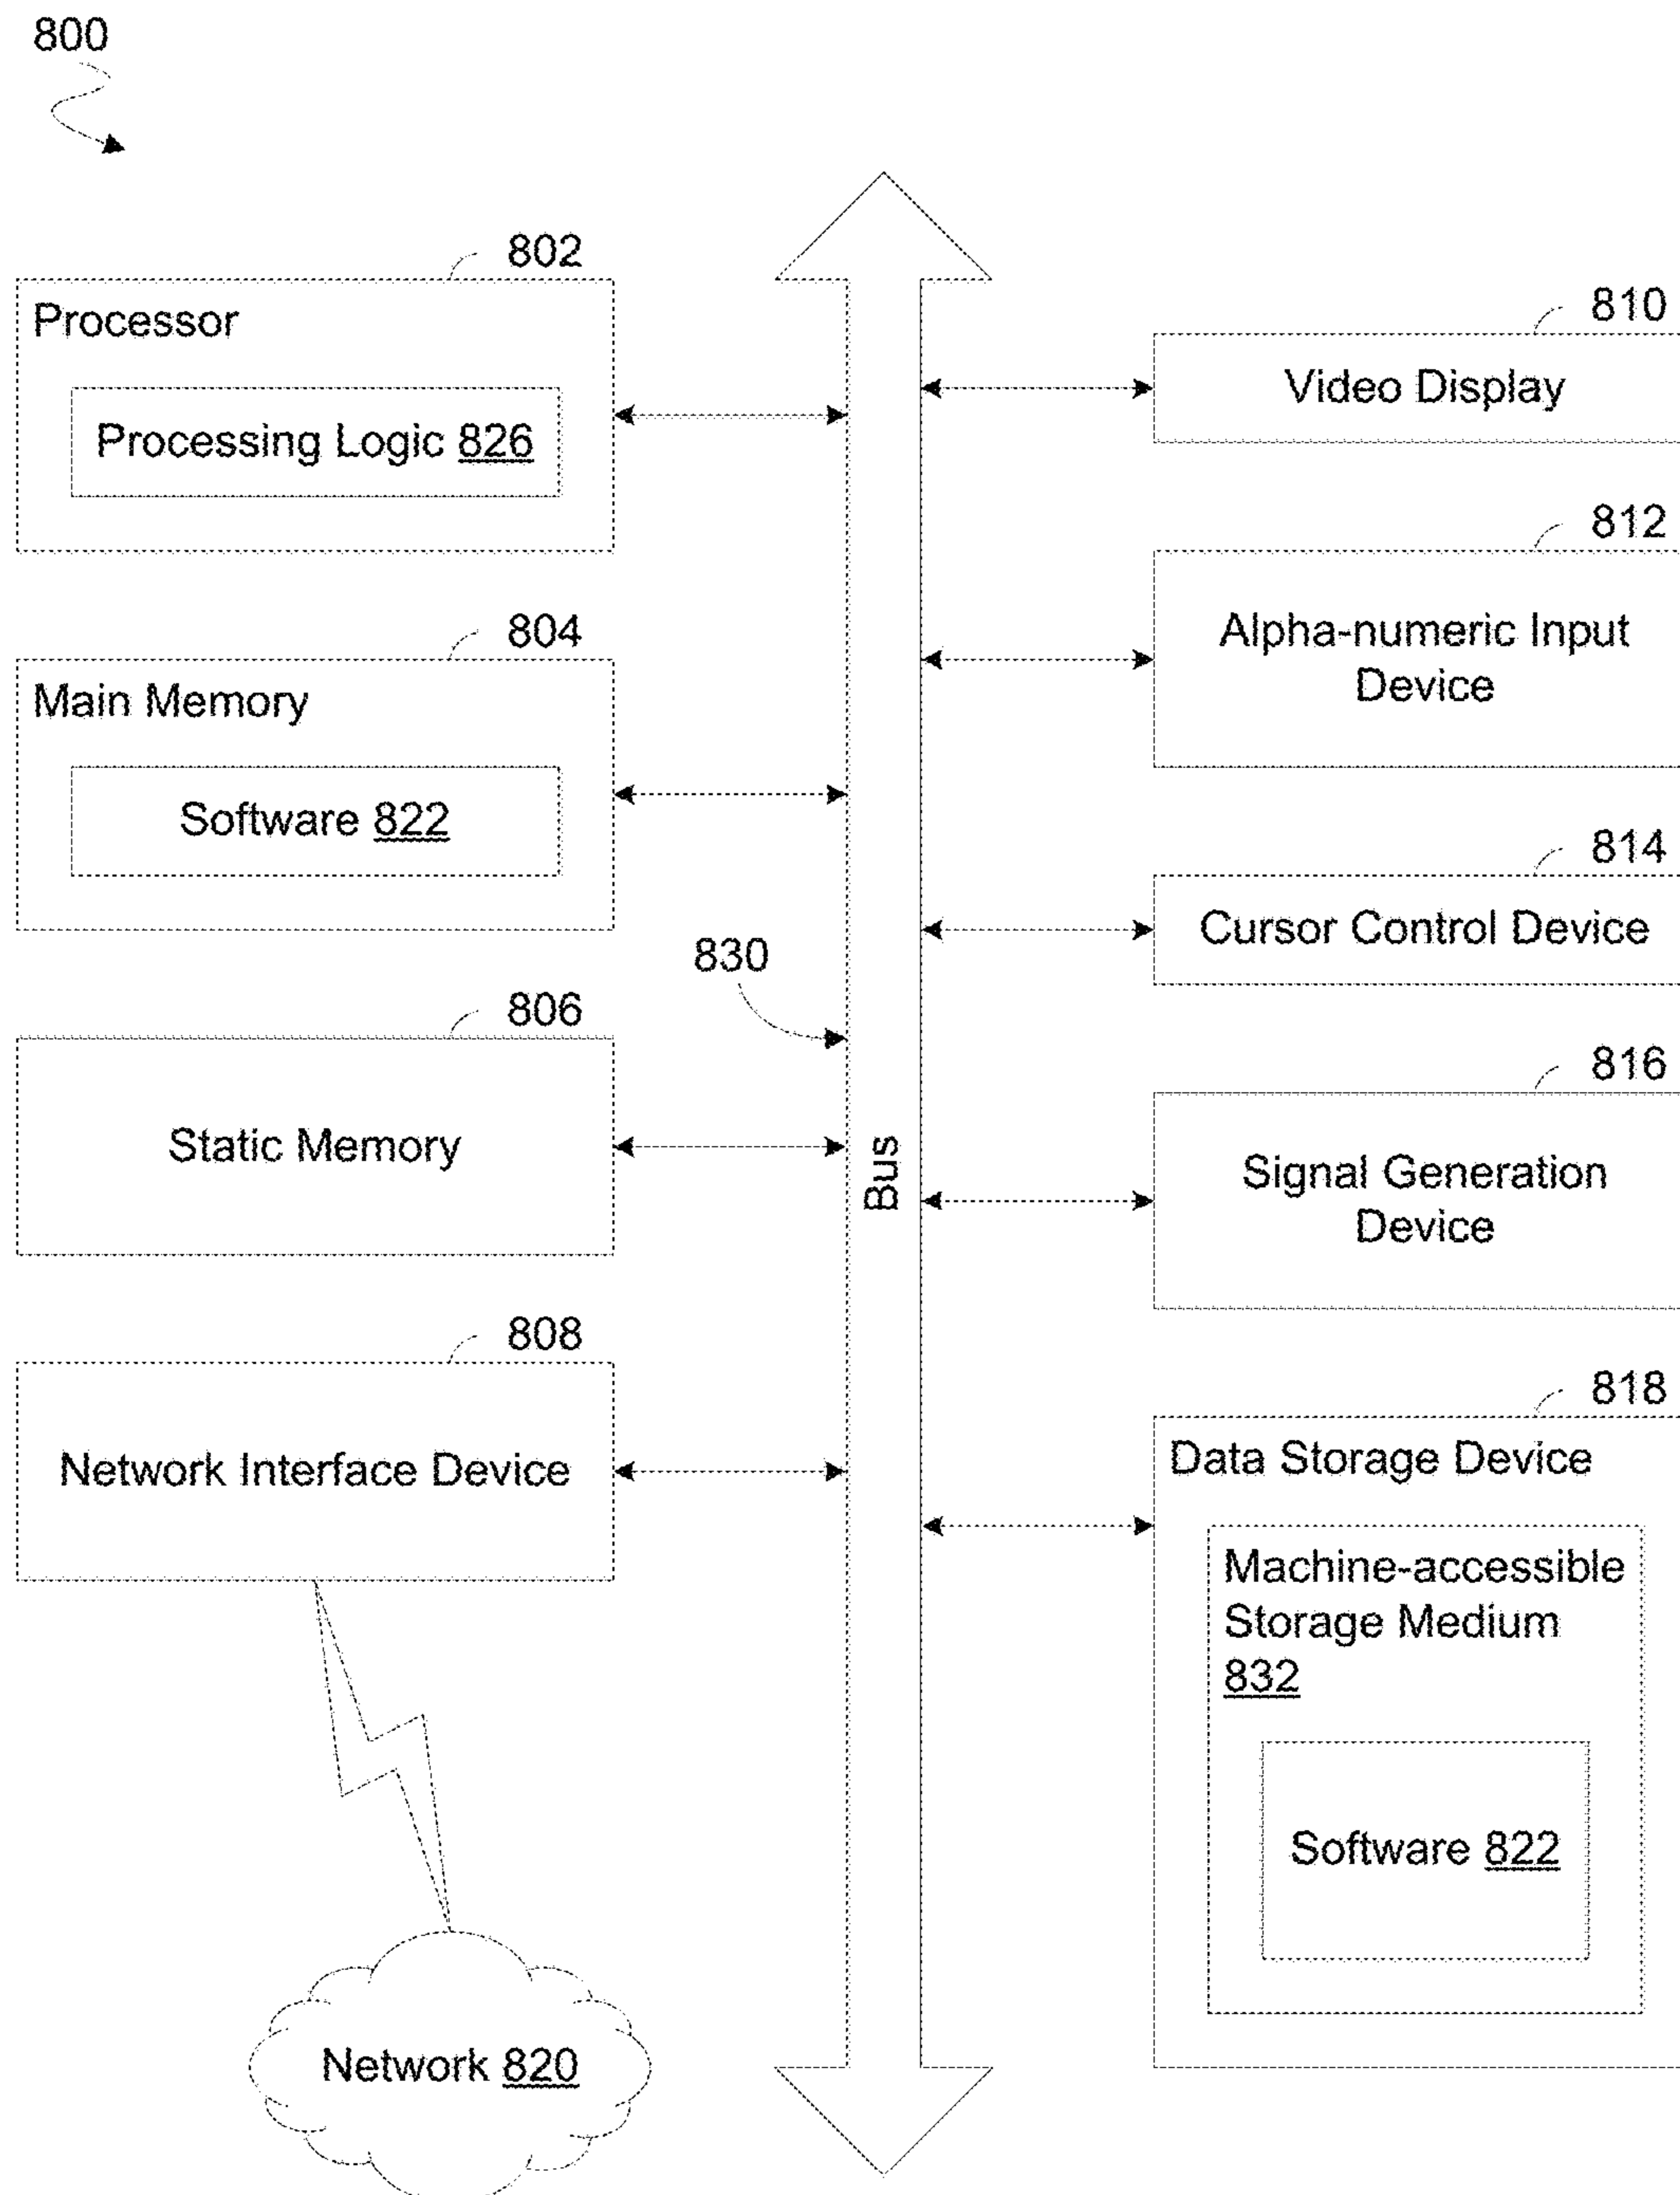 800
802
Processor
Processing Logic 826
804
Main Memory
Software 822
830
806
Static Memory
808
Network Interface Device
Network 820
Bus
810
Video Display
812
Alpha-numeric Input
Device
814
Cursor Control Device
816
Signal Generation
Device
818
Data Storage Device
Machine-accessible
Storage Medium
832
Software 822